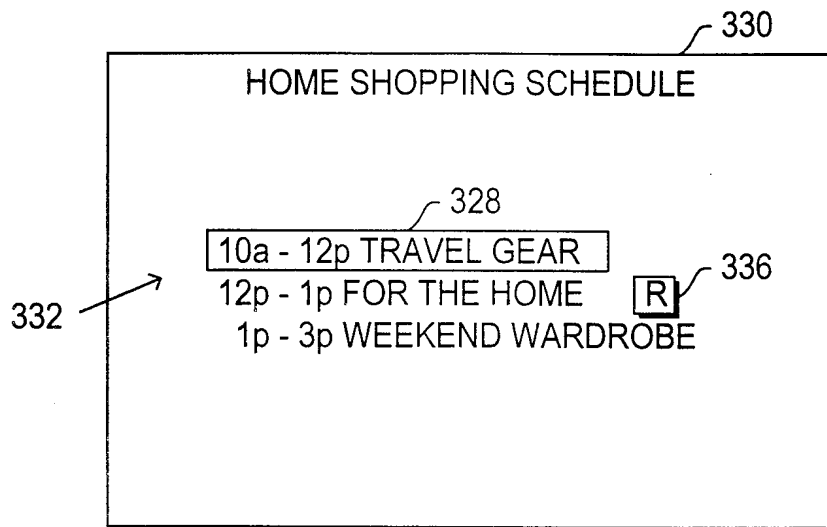 330
HOME SHOPPING SCHEDULE
328
10a - 12p TRAVEL GEAR
12p - 1p FOR THE HOME R 336
332
1p - 3p WEEKEND WARDROBE